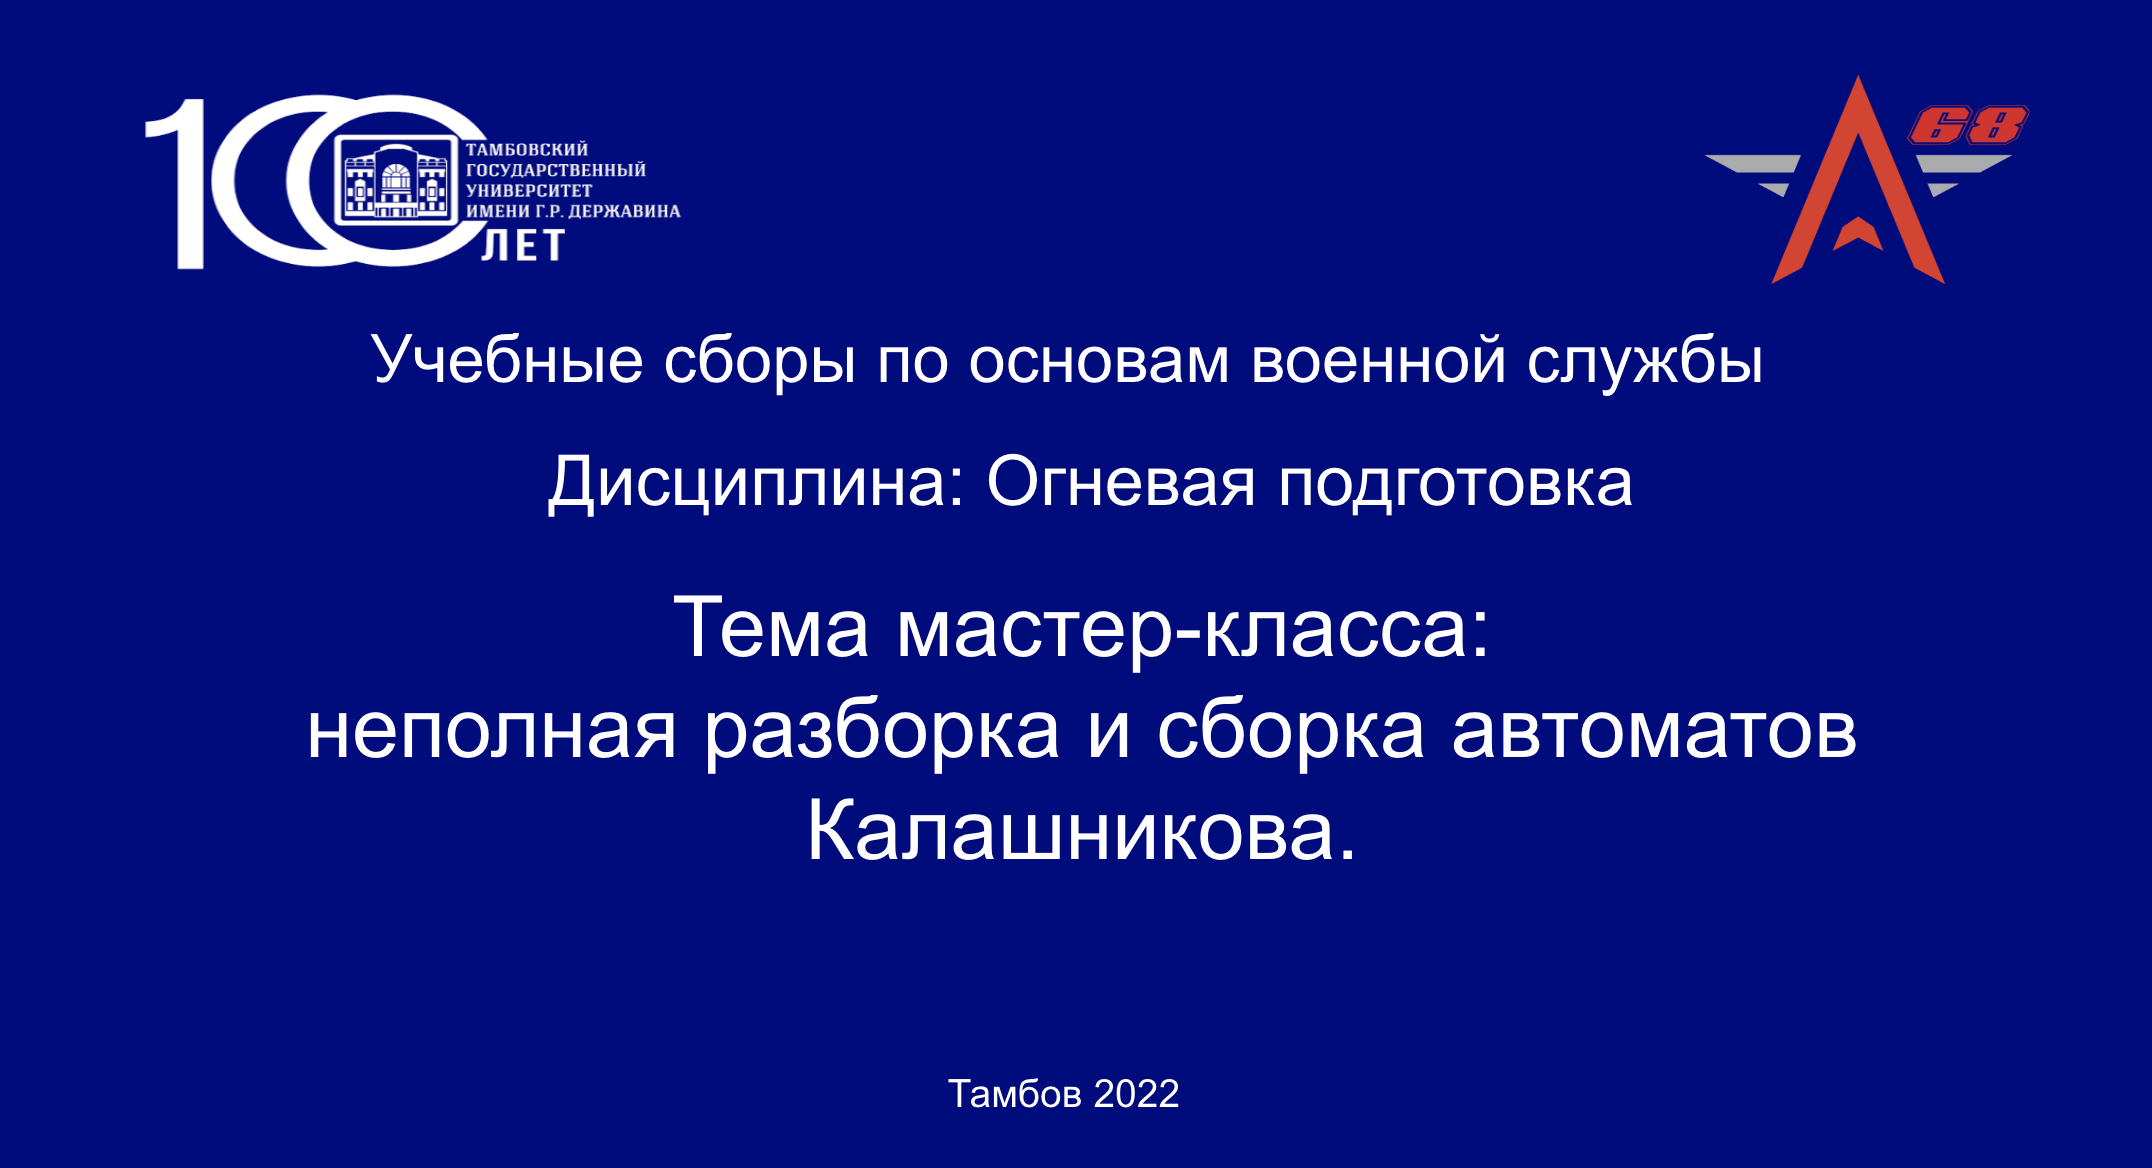 100
ТАМБОВСКИЙ
ГОСУДАРСТВЕННЫЙ
УНИВЕРСИТЕТ
ИМЕНИ Г.Р. ДЕРЖАВИНА
ЛЕТ
68
Учебные сборы по основам военной службы
Дисциплина: Огневая подготовка
Тема мастер-класса:
неполная разборка и сборка автоматов
Калашникова.
Тамбов 2022